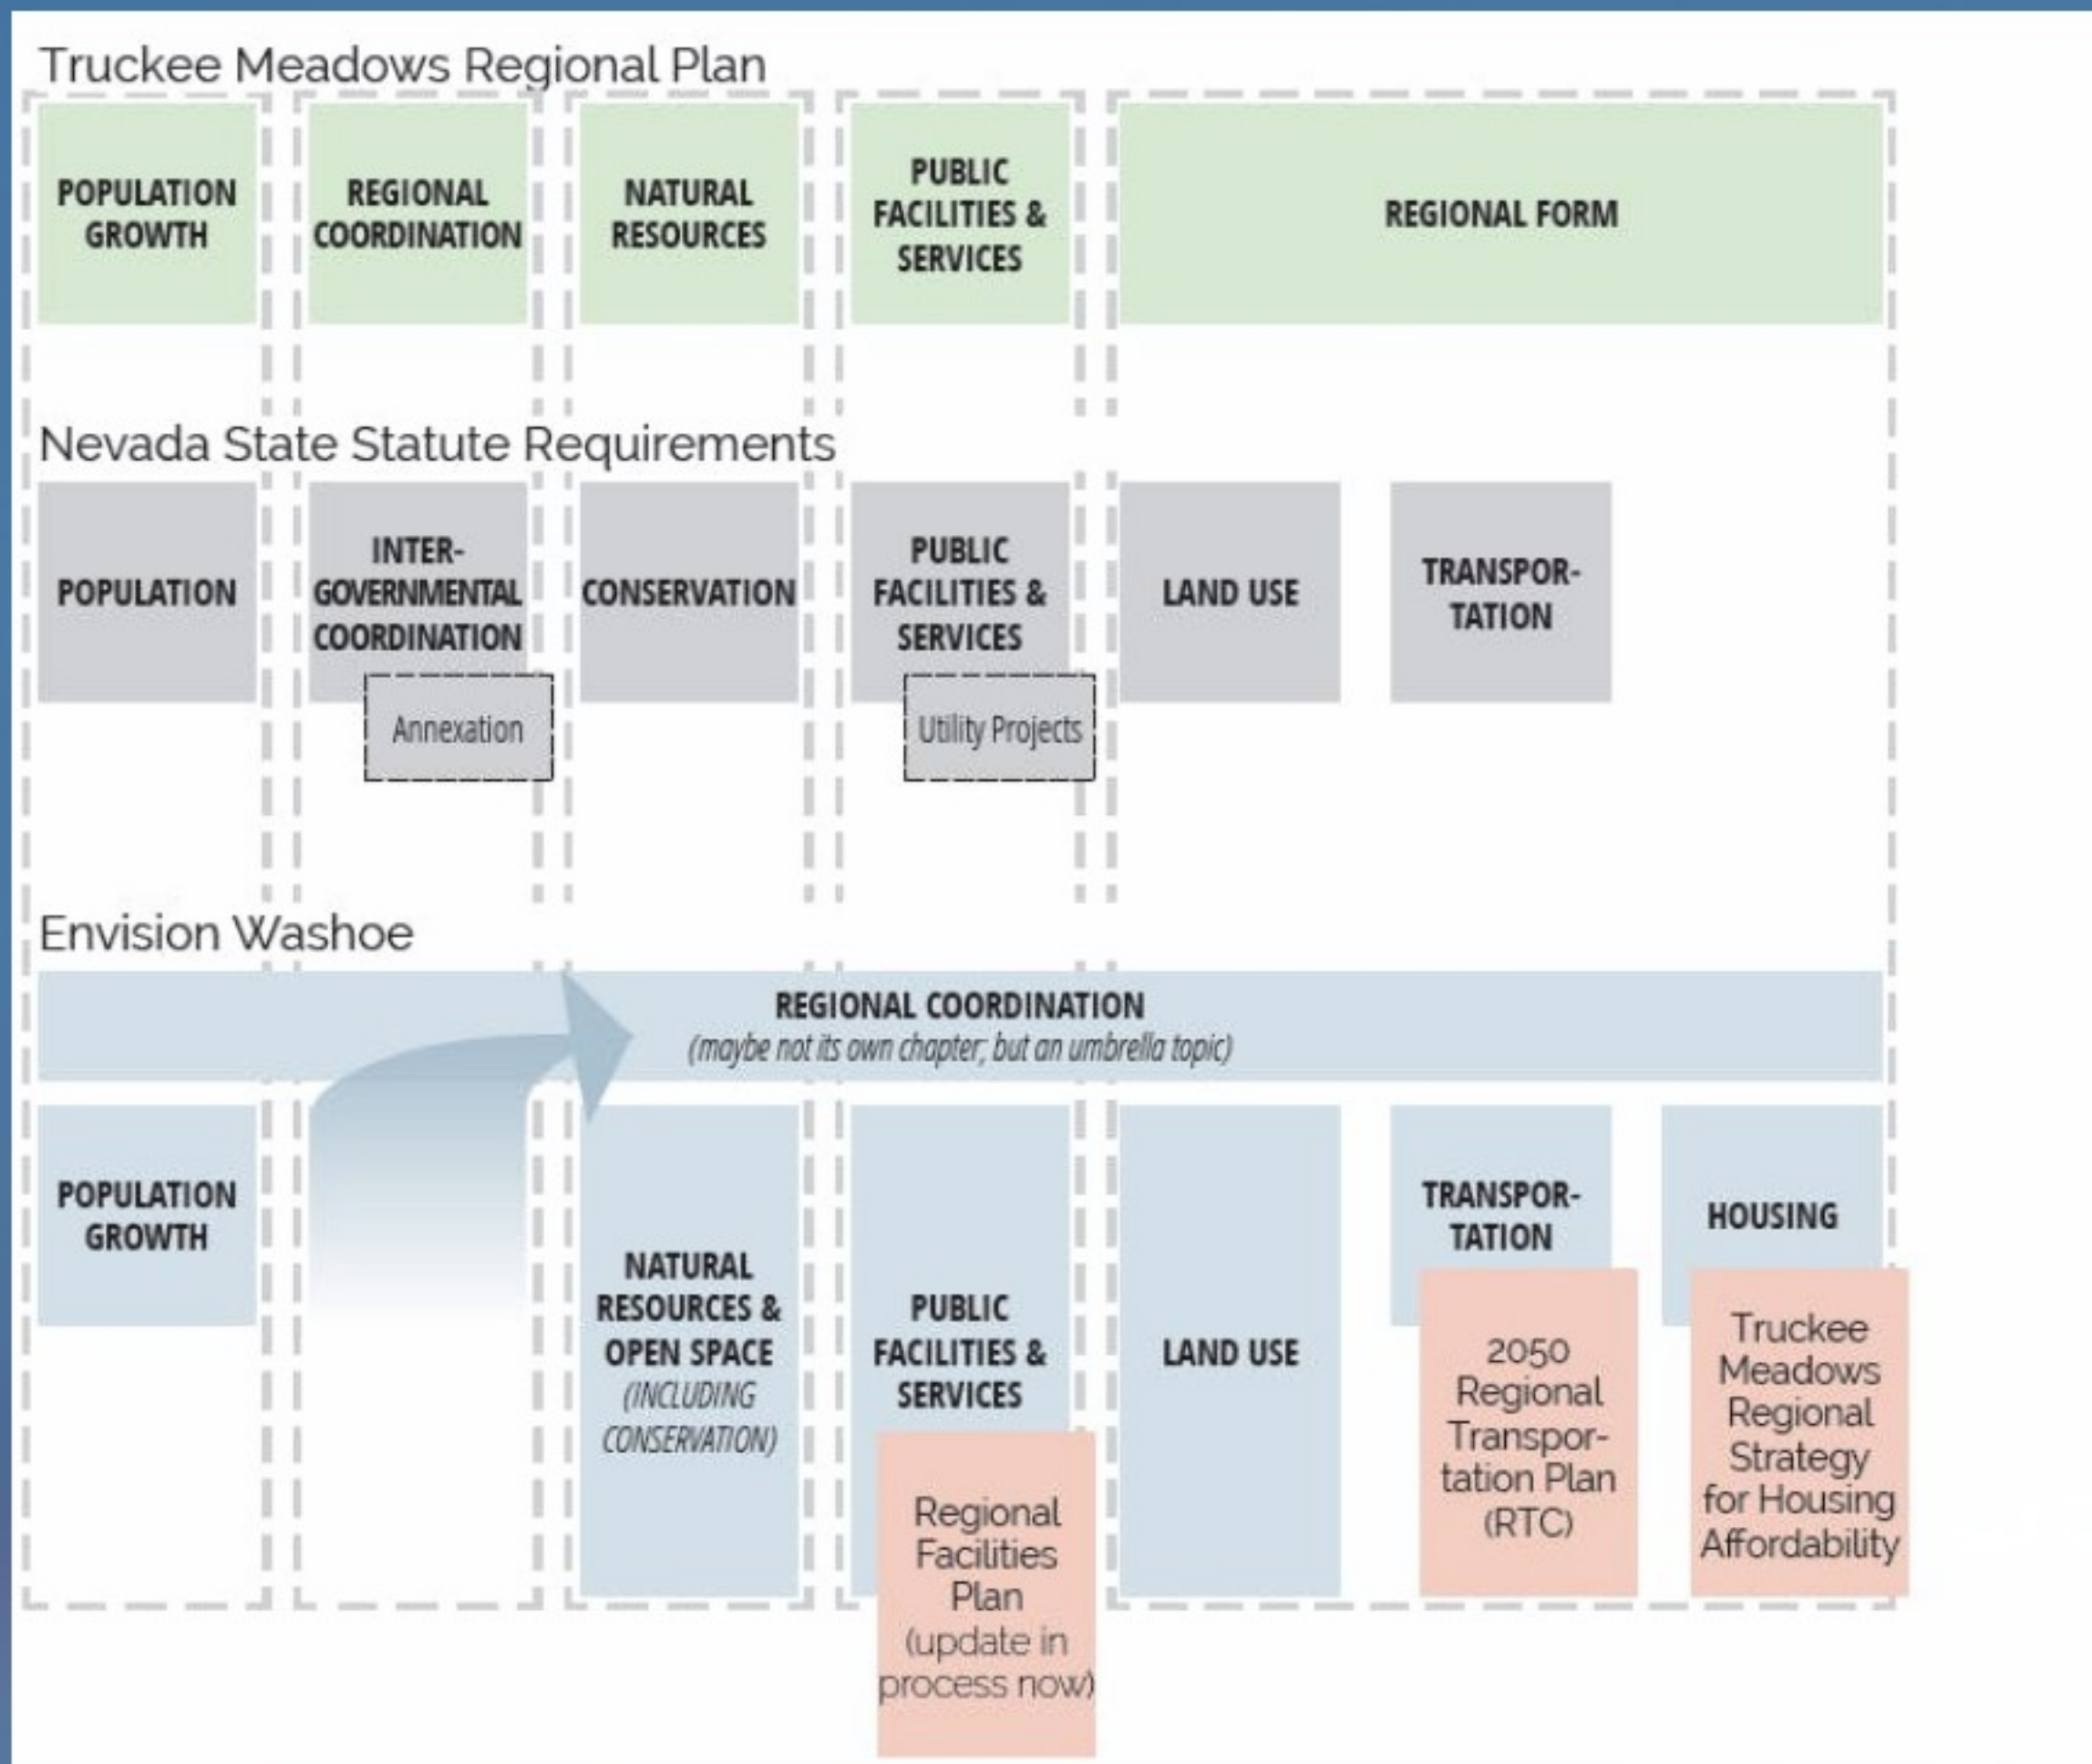 Truckee Meadows Regional Plan
POPULATION
GROWTH
REGIONAL
COORDINATION
NATURAL
RESOURCES
PUBLIC
FACILITIES &
SERVICES
REGIONAL FORM
Nevada State Statute Requirements
POPULATION
INTER-
GOVERNMENTAL
COORDINATION
Annexation
CONSERVATION
PUBLIC
FACILITIES &
SERVICES
Utility Projects
LAND USE
TRANSPOR-
TATION
Envision Washoe
REGIONAL COORDINATION
(maybe not its own chapter; but an umbrella topic)
POPULATION
GROWTH
NATURAL
RESOURCES &
OPEN SPACE
(INCLUDING
CONSERVATION)
PUBLIC
FACILITIES &
SERVICES
Regional
Facilities
Plan
(update in
process now)
LAND USE
TRANSPOR-
TATION
2050
Regional
Transpor-
tation Plan
(RTC)
HOUSING
Truckee
Meadows
Regional
Strategy
for Housing
Affordability